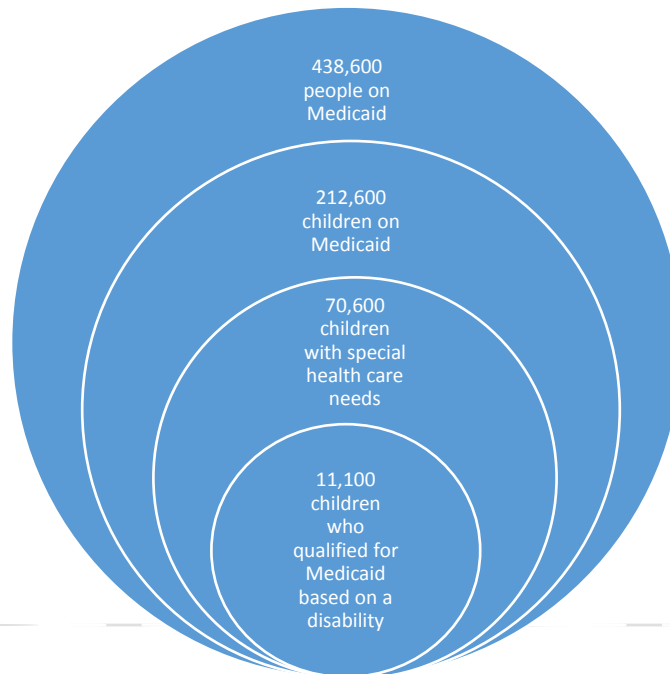 438,600
people on
Medicaid
212,600
children on
Medicaid
70,600
children
with special
health care
needs
11,100
children
who
qualified for
Medicaid
based on a
disability